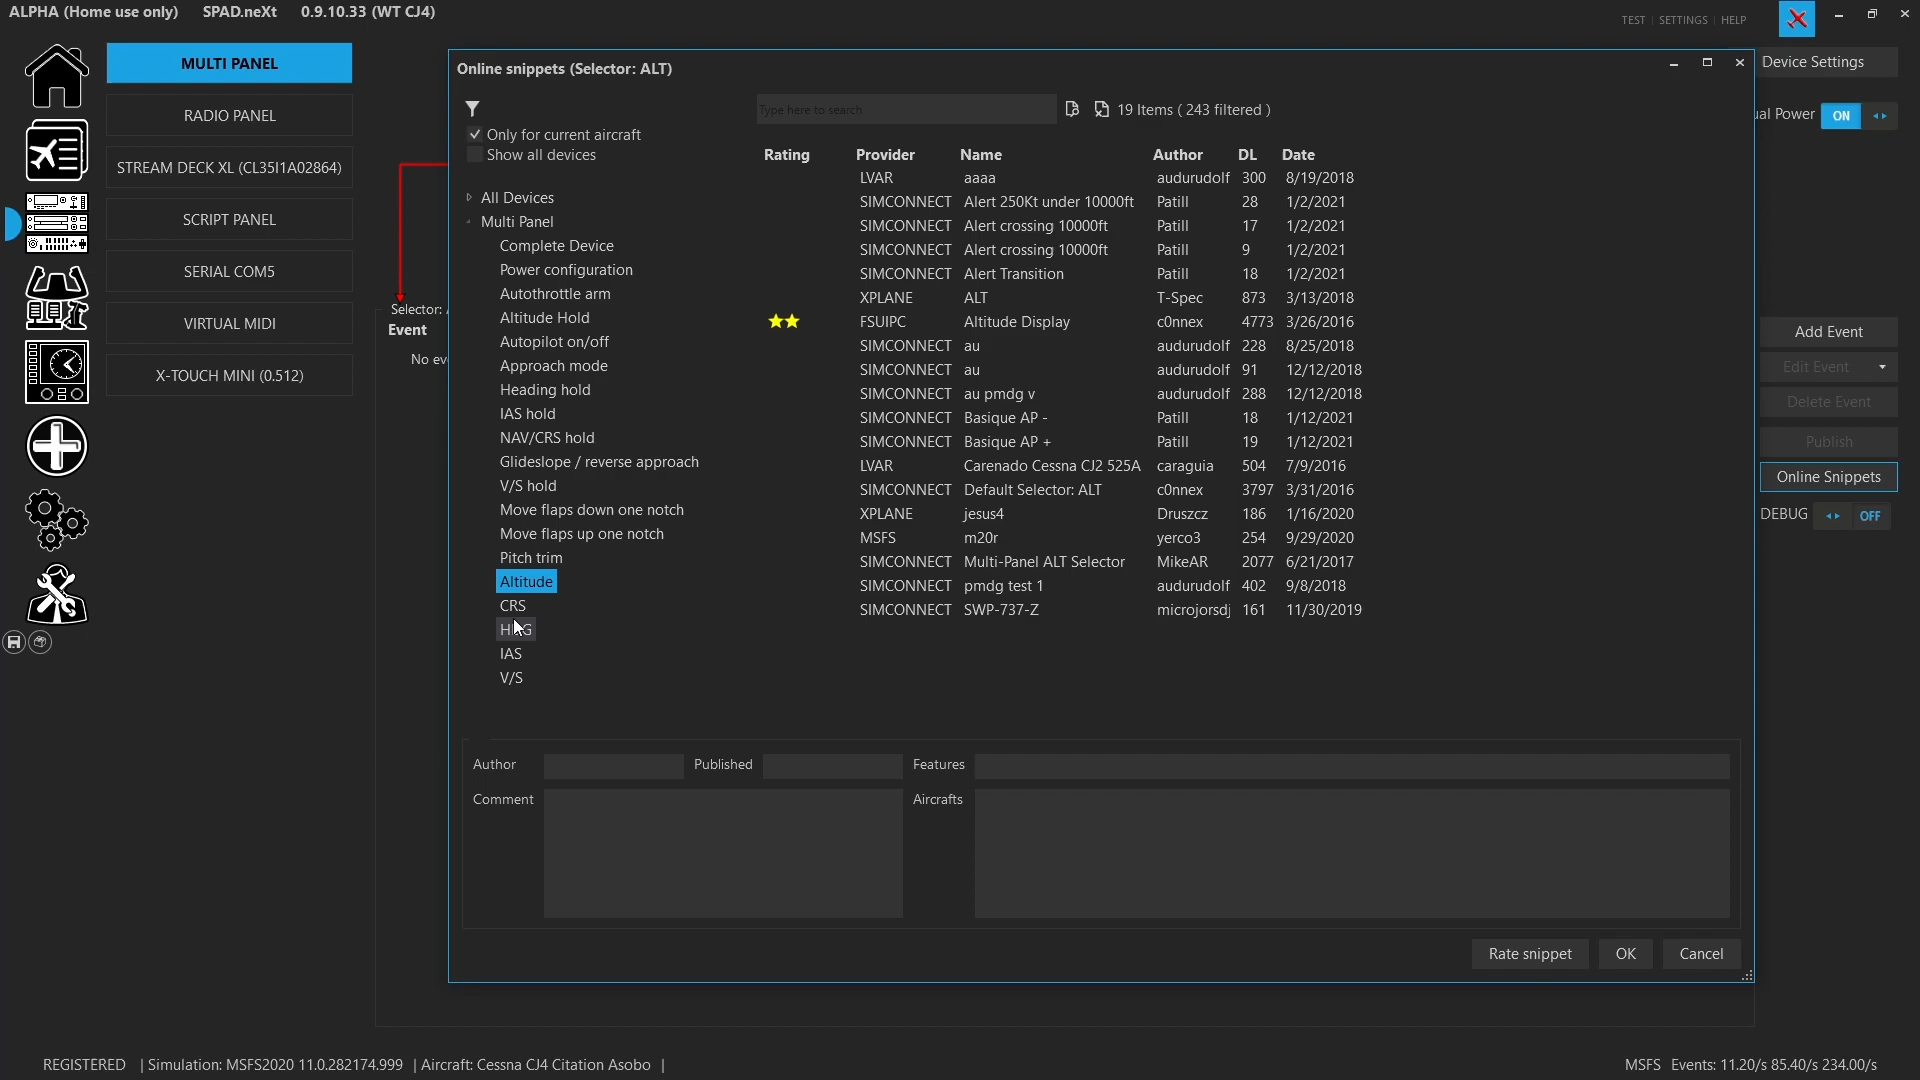 ALPHA (Home use only) SPAD.neXt 0.9.10.33 (WT CJ4)
TEST | SETTINGS | HELP
MULTI PANEL
RADIO PANEL
STREAM DECK XL (CL35I1A02864)
SCRIPT PANEL
SERIAL COM5
VIRTUAL MIDI
X-TOUCH MINI (0.512)
Selector:
Event
No
Online snippets (Selector: ALT)
Only for current aircraft
Show all devices
Type here to search
19 Items ( 243 filtered )
All Devices
Multi Panel
Complete Device
Power configuration
Autothrottle arm
Altitude Hold
Autopilot on/off
Approach mode
Heading hold
IAS hold
NAV/CRS hold
Glideslope / reverse approach
V/S hold
Move flaps down one notch
Move flaps up one notch
Pitch trim
Altitude
CRS
IAS
V/S
Rating Provider Name Author DL Date
LVAR aaaa audurudolf 300 8/19/2018
SIMCONNECT Alert 250Kt under 10000ft Patill 28 1/2/2021
SIMCONNECT Alert crossing 10000ft Patill 17 1/2/2021
SIMCONNECT Alert crossing 10000ft Patill 9 1/2/2021
SIMCONNECT Alert Transition Patill 18 1/2/2021
XPLANE ALT T-Spec 873 3/13/2018
FSUIPC Altitude Display c0nnex 4773 3/26/2016
SIMCONNECT au audurudolf 228 8/25/2018
SIMCONNECT au audurudolf 91 12/12/2018
SIMCONNECT au pmdg v audurudolf 288 12/12/2018
SIMCONNECT Basique AP - Patill 18 1/12/2021
SIMCONNECT Basique AP + Patill 19 1/12/2021
LVAR Carenado Cessna CJ2 525A caraguia 504 7/9/2016
SIMCONNECT Default Selector: ALT c0nnex 3797 3/31/2016
XPLANE jesus4 Druszcz 186 1/16/2020
MSFS m20r yerco3 254 9/29/2020
SIMCONNECT Multi-Panel ALT Selector MikeAR 2077 6/21/2017
SIMCONNECT pmdg test 1 audurudolf 402 9/8/2018
SIMCONNECT SWP-737-Z microjorsdj 161 11/30/2019
Author
Published
Features
Comment
Aircrafts
Rate snippet
OK
Cancel
Device Settings
Power ON
Add Event
Edit Event
Delete Event
Publish
Online Snippets
DEBUG OFF
REGISTERED | Simulation: MSFS2020 11.0.282174.999 | Aircraft: Cessna CJ4 Citation Asobo |
MSFS Events: 11.20/s 85.40/s 234.00/s